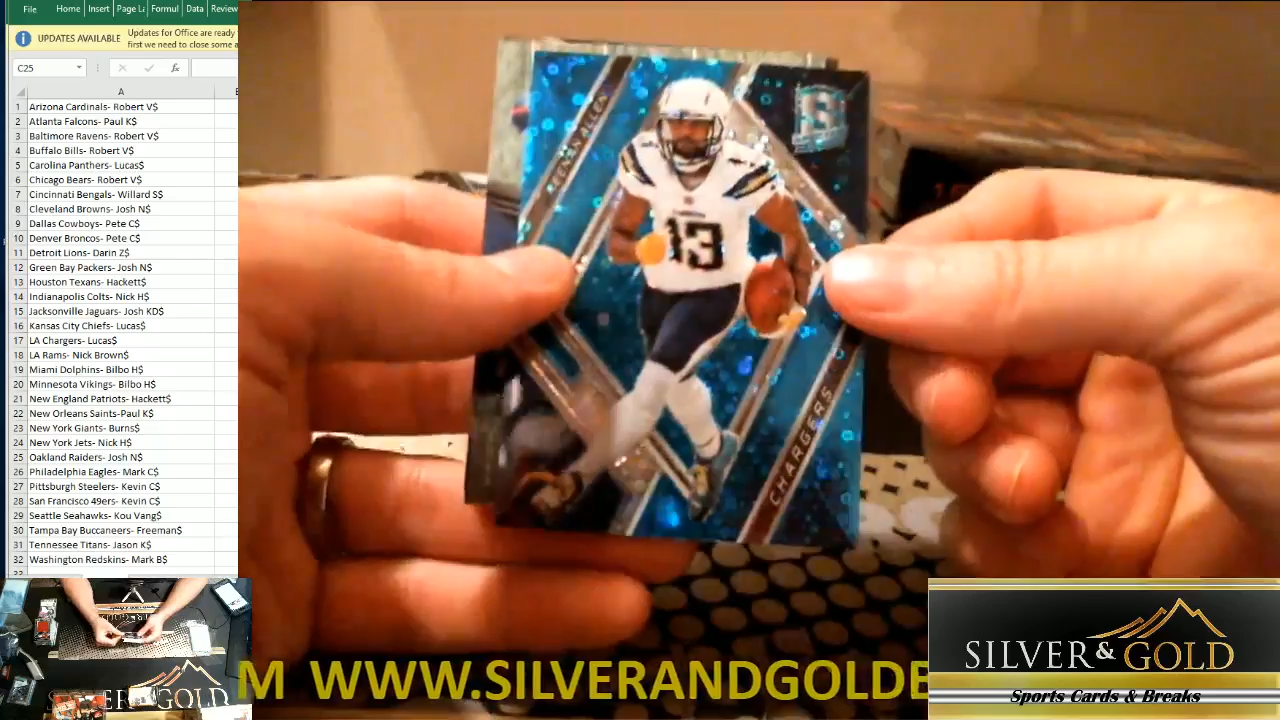 File Home Insert Page La Formul Data Review
UPDATES AVAILABLE Updates for Office are ready
first we need to close some a
C25
fx
A
1 Arizona Cardinals- Robert V$
2 Atlanta Falcons- Paul K$
3 Baltimore Ravens- Robert V$
4 Buffalo Bills- Robert V$
5 Carolina Panthers- Lucas$
6 Chicago Bears- Robert V$
7 Cincinnati Bengals- Willard S$
8 Cleveland Browns- Josh N$
9 Dallas Cowboys- Pete C$
10 Denver Broncos- Pete C$
11 Detroit Lions- Darin Z$
12 Green Bay Packers- Josh N$
13 Houston Texans- Hackett$
14 Indianapolis Colts- Nick H$
15 Jacksonville Jaguars- Josh KD$
16 Kansas City Chiefs- Lucas$
17 LA Chargers- Lucas$
18 LA Rams- Nick Brown$
19 Miami Dolphins- Bilbo H$
20 Minnesota Vikings- Bilbo H$
21 New England Patriots- Hackett$
22 New Orleans Saints-Paul K$
23 New York Giants- Burns$
24 New York Jets- Nick H$
25 Oakland Raiders- Josh N$
26 Philadelphia Eagles- Mark C$
27 Pittsburgh Steelers- Kevin C$
28 San Francisco 49ers- Kevin C$
29 Seattle Seahawks- Kou Vang$
30 Tampa Bay Buccaneers- Freeman$
31 Tennessee Titans- Jason K$
32 Washington Redskins- Mark B$
KEENAN ALLEN
13
CHARGERS
SILVER & GOLD
Sports Cards & Breaks
M WWW.SILVERANDGOLDB